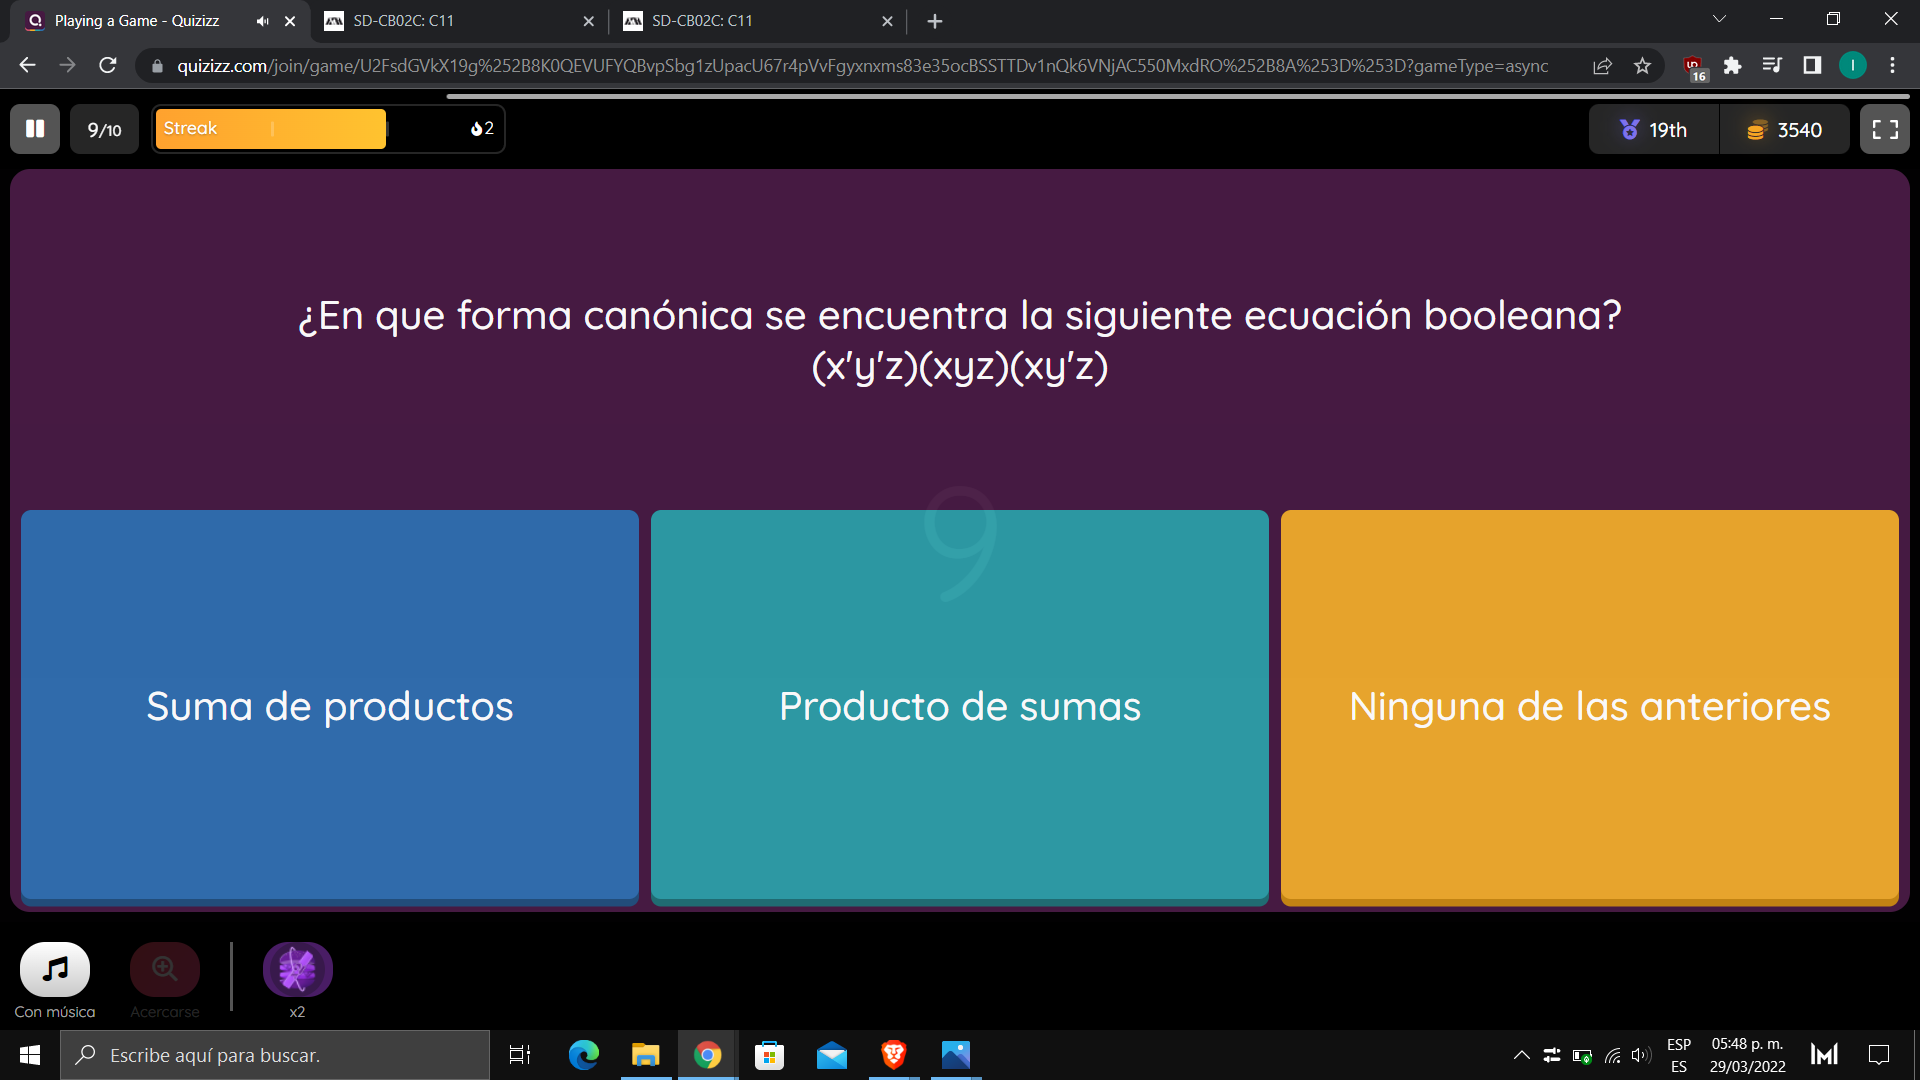 Playing a Game - Quizizz
SD-CB02C: C11
SD-CB02C: C11
quizizz.com/join/game/U2FsdGVkX19g%252B8K0QEVUFYQBvpSbg1zUpacU67r4pVvFgyxnxms83e35ocBSSTTDv1nQk6VNjAC550MxdRO%252B8A%253D%253D?gameType=async
16
I
9/10
Streak
2
19th
3540
¿En que forma canónica se encuentra la siguiente ecuación booleana?
(x'y'z)(xyz)(xy'z)
9
Suma de productos
Producto de sumas
Ninguna de las anteriores
Con música
Acercarse
x2
Escribe aquí para buscar.
ESP
ES
05:48 p. m.
29/03/2022